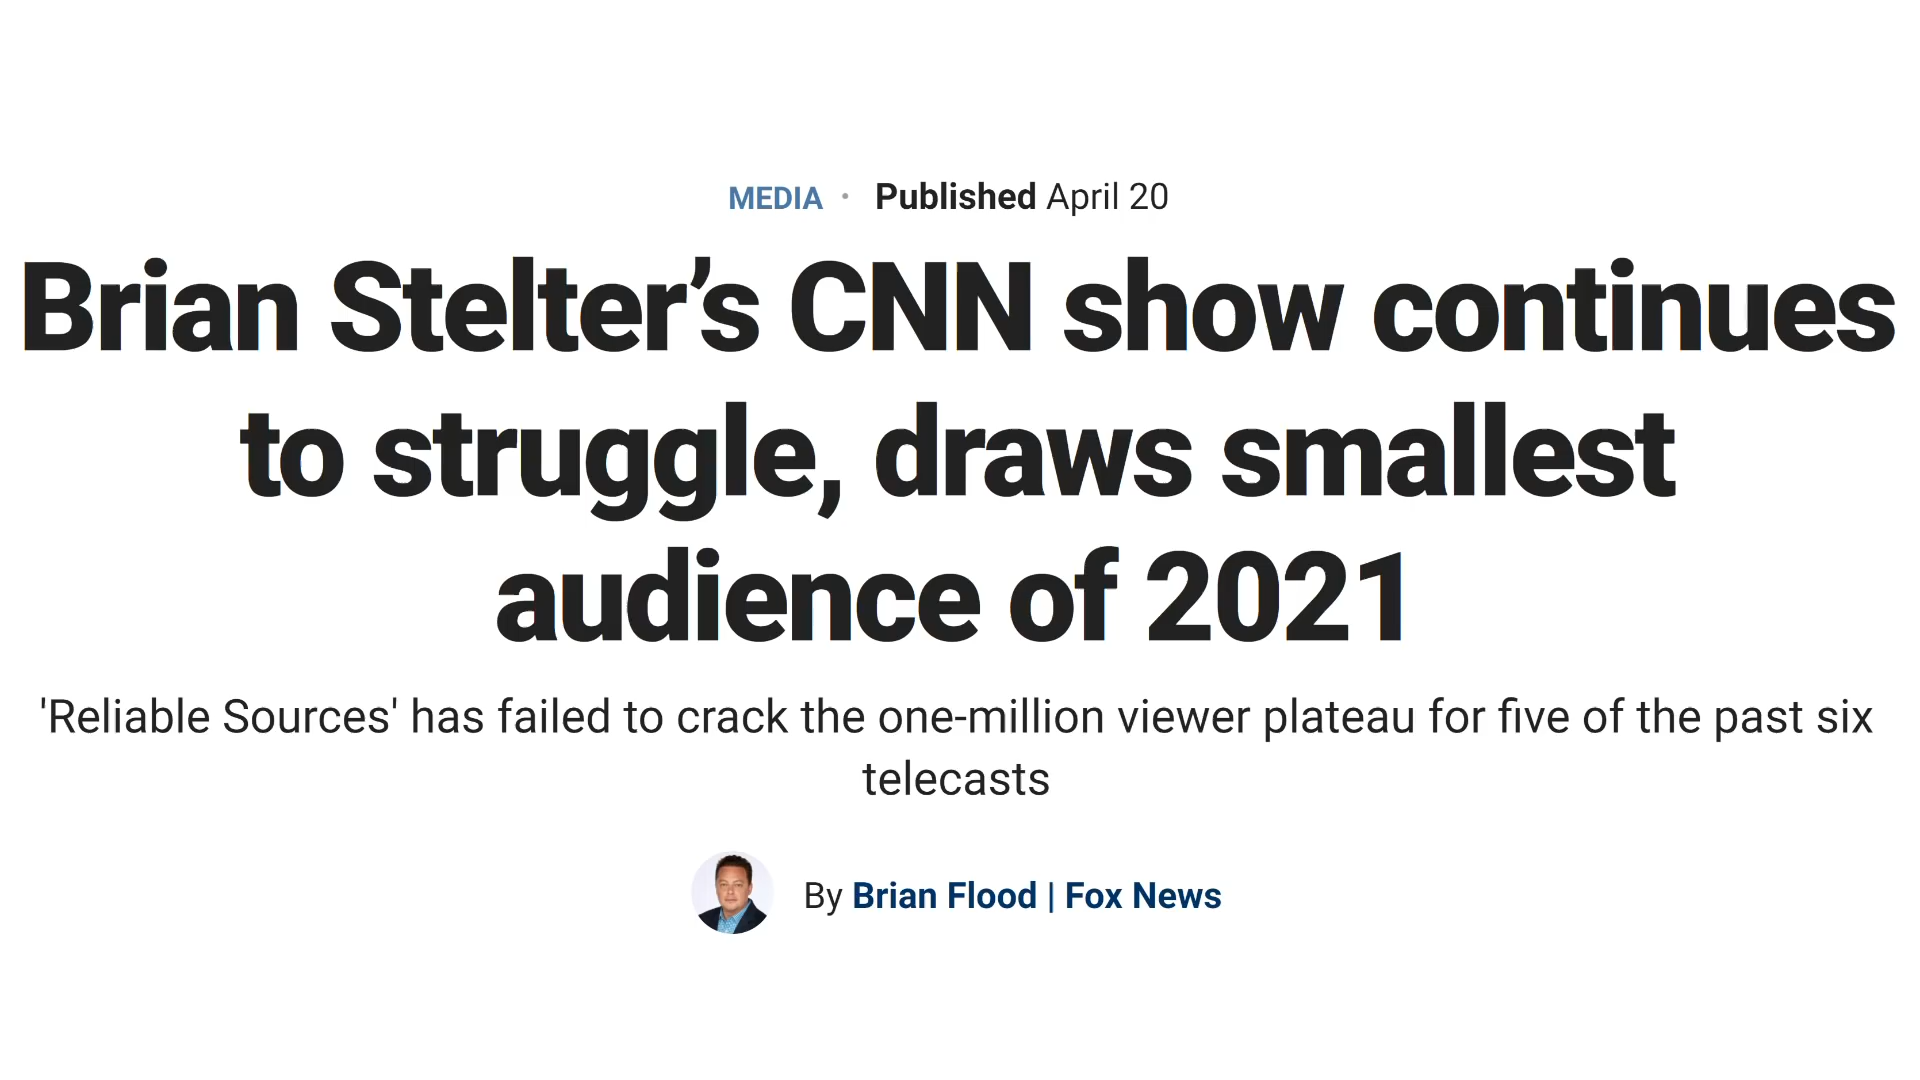 MEDIA · Published April 20
Brian Stelter’s CNN show continues
to struggle, draws smallest
audience of 2021
'Reliable Sources' has failed to crack the one-million viewer plateau for five of the past six
telecasts
By Brian Flood | Fox News